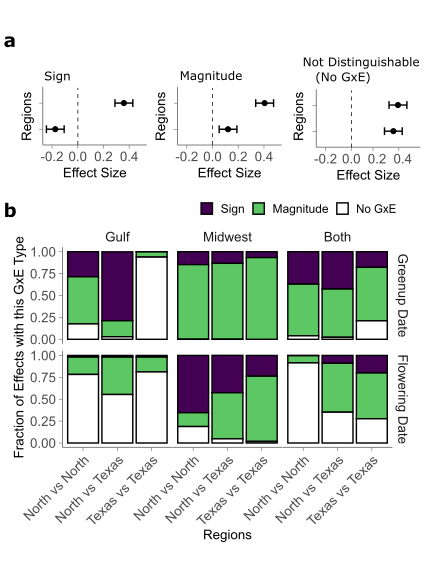 a
Sign
Magnitude
Not Distinguishable
(No GxE)
Regions
Regions
Regions
-0.2 0.0 0.2 0.4
-0.2 0.0 0.2 0.4
-0.2 0.0 0.2 0.4
Effect Size
Effect Size
Effect Size
b
Sign Magnitude No GxE
Gulf Midwest Both
Fraction of Effects with this GxE Type
1.00
0.75
0.50
0.25
0.00
Greenup Date
1.00
0.75
0.50
0.25
0.00
Flowering Date
North vs North
North vs Texas
Texas vs Texas
North vs North
North vs Texas
Texas vs Texas
North vs North
North vs Texas
Texas vs Texas
Regions